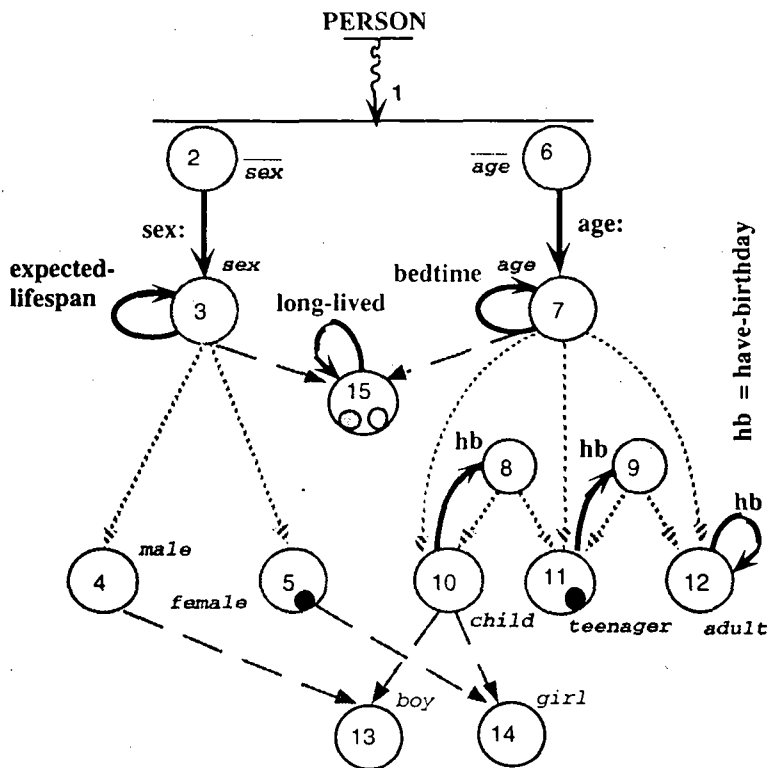 PERSON
1
2
sex
6
age
sex:
age:
expected-
lifespan
sex
3
long-lived
bedtime
age
7
15
hb = have-birthday
hb
8
hb
9
hb
4
male
5
female
10
child
11
teenager
12
adult
13
boy
14
girl